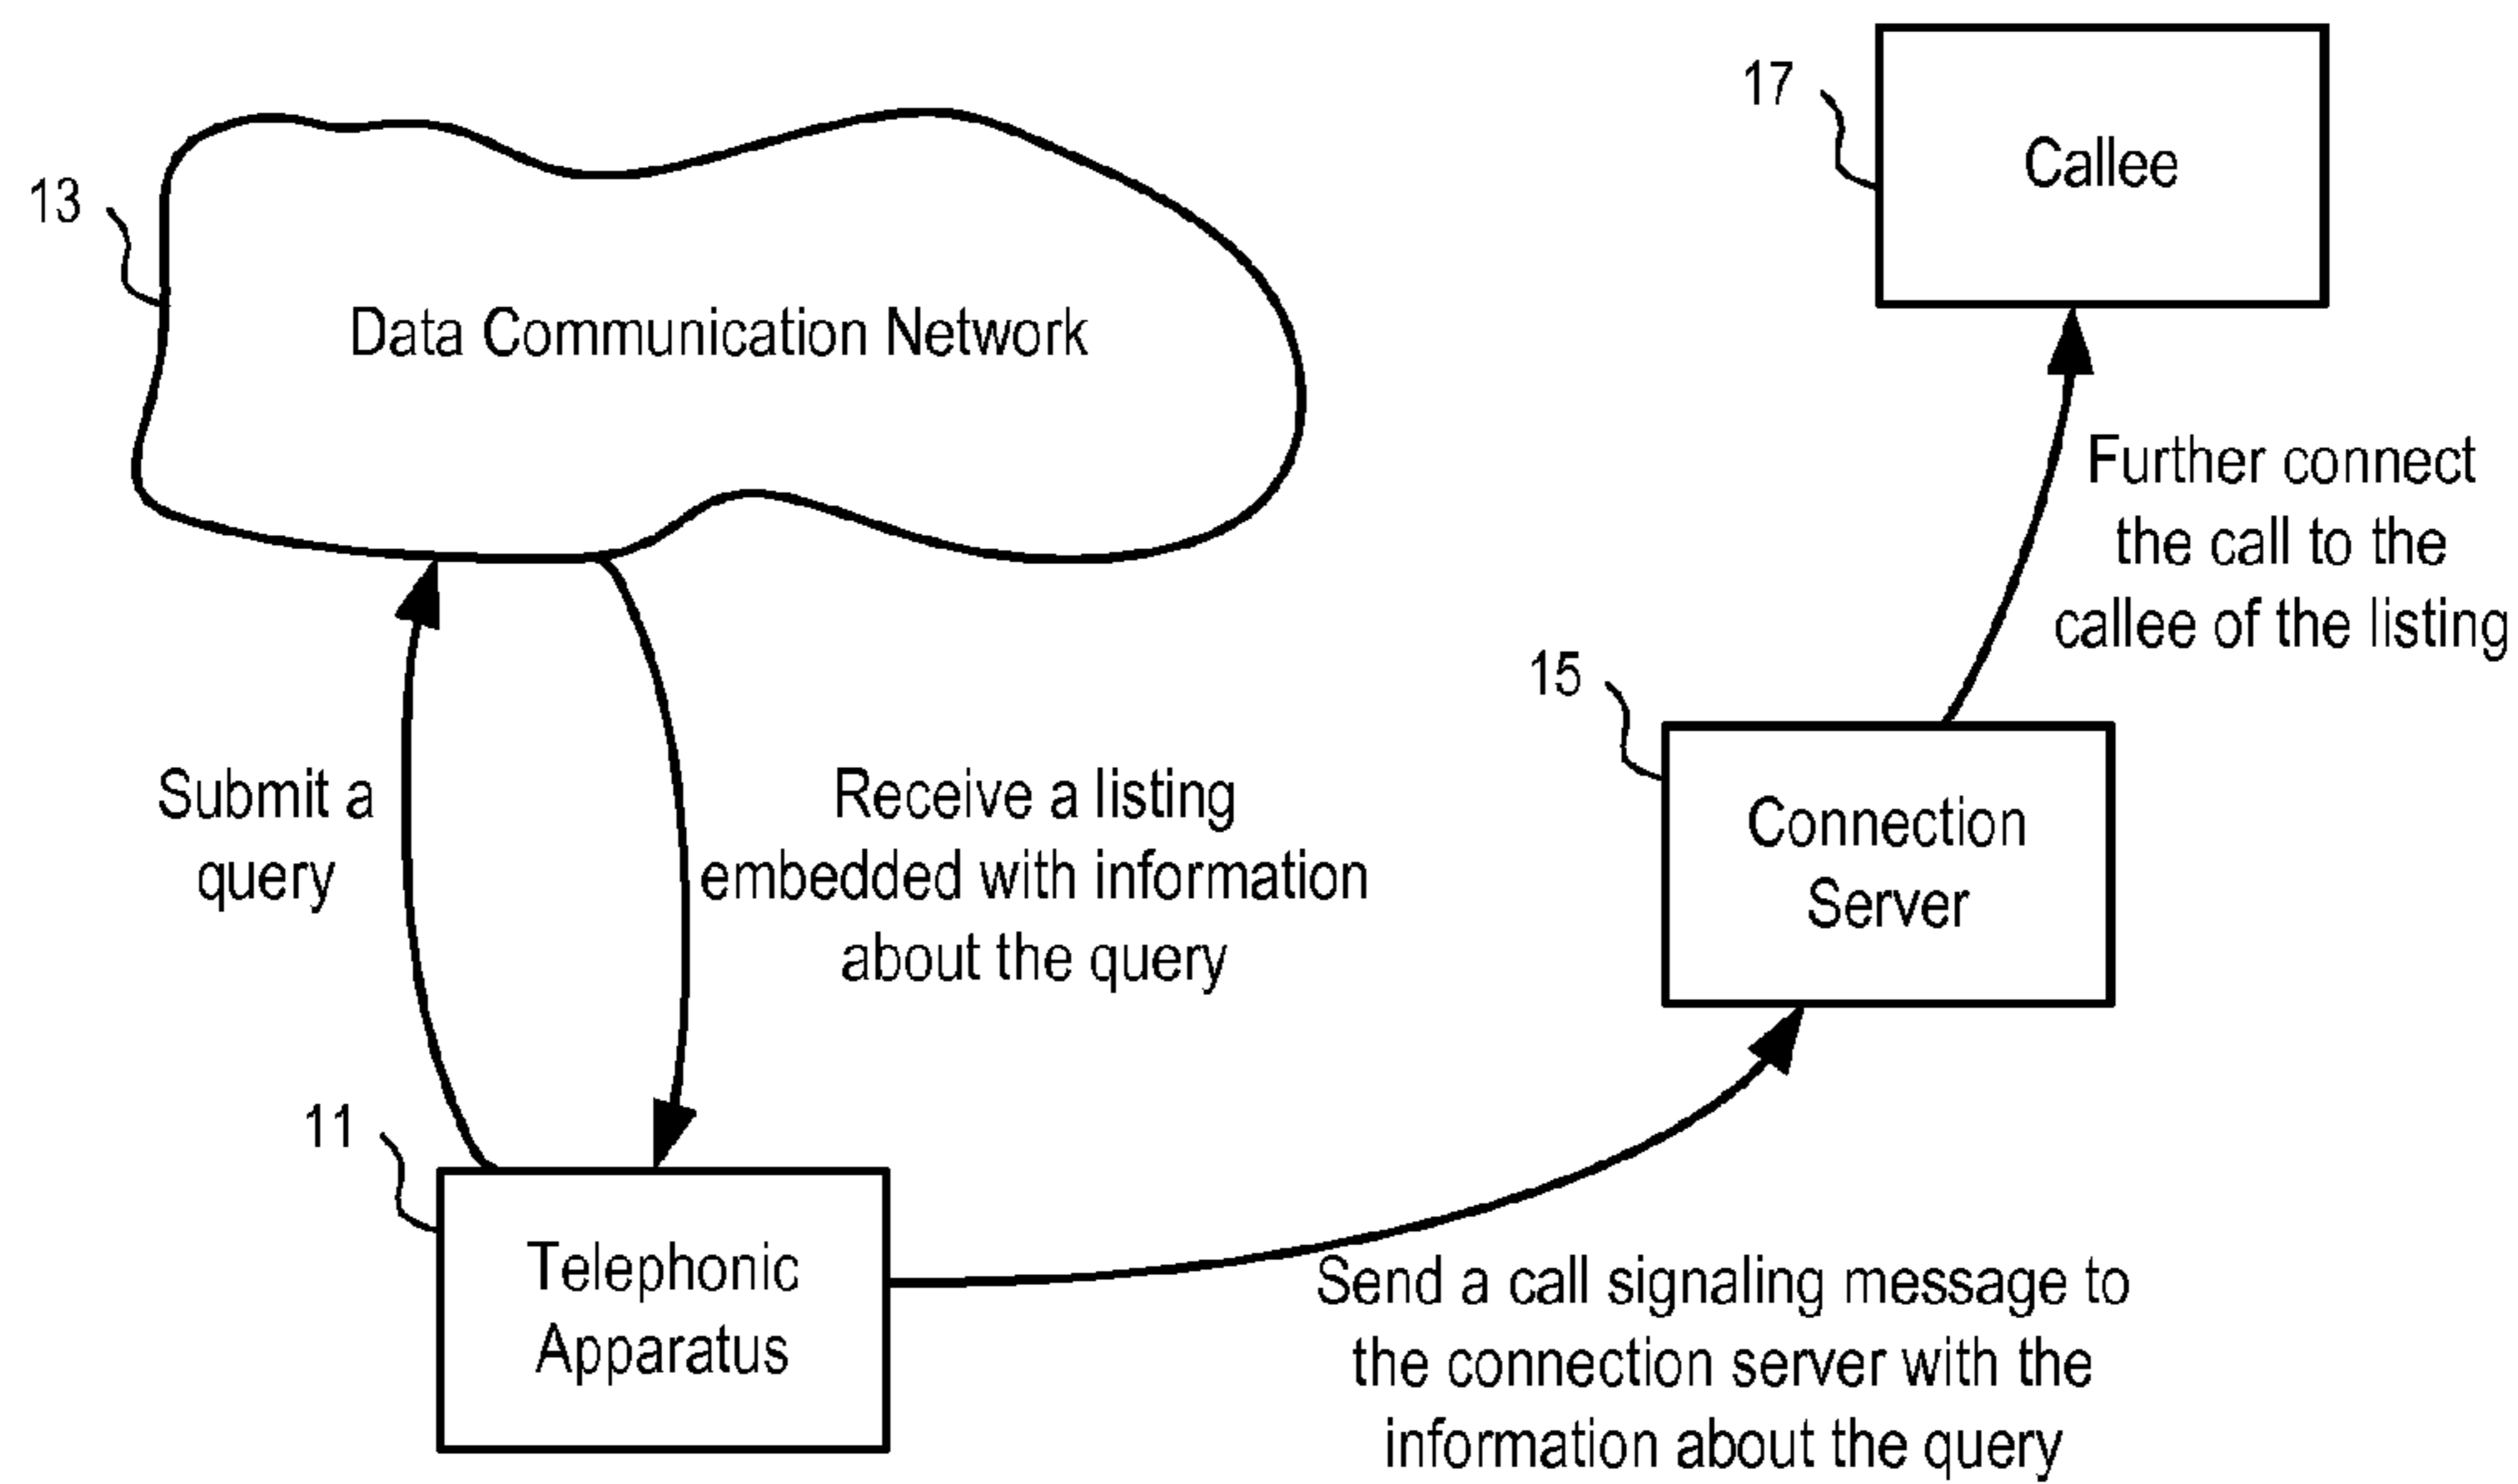 17
Callee
13
Data Communication Network
Further connect
the call to the
callee of the listing
15
Connection
Server
Submit a
query
Receive a listing
embedded with information
about the query
11
Telephonic
Apparatus
Send a call signaling message to
the connection server with the
information about the query